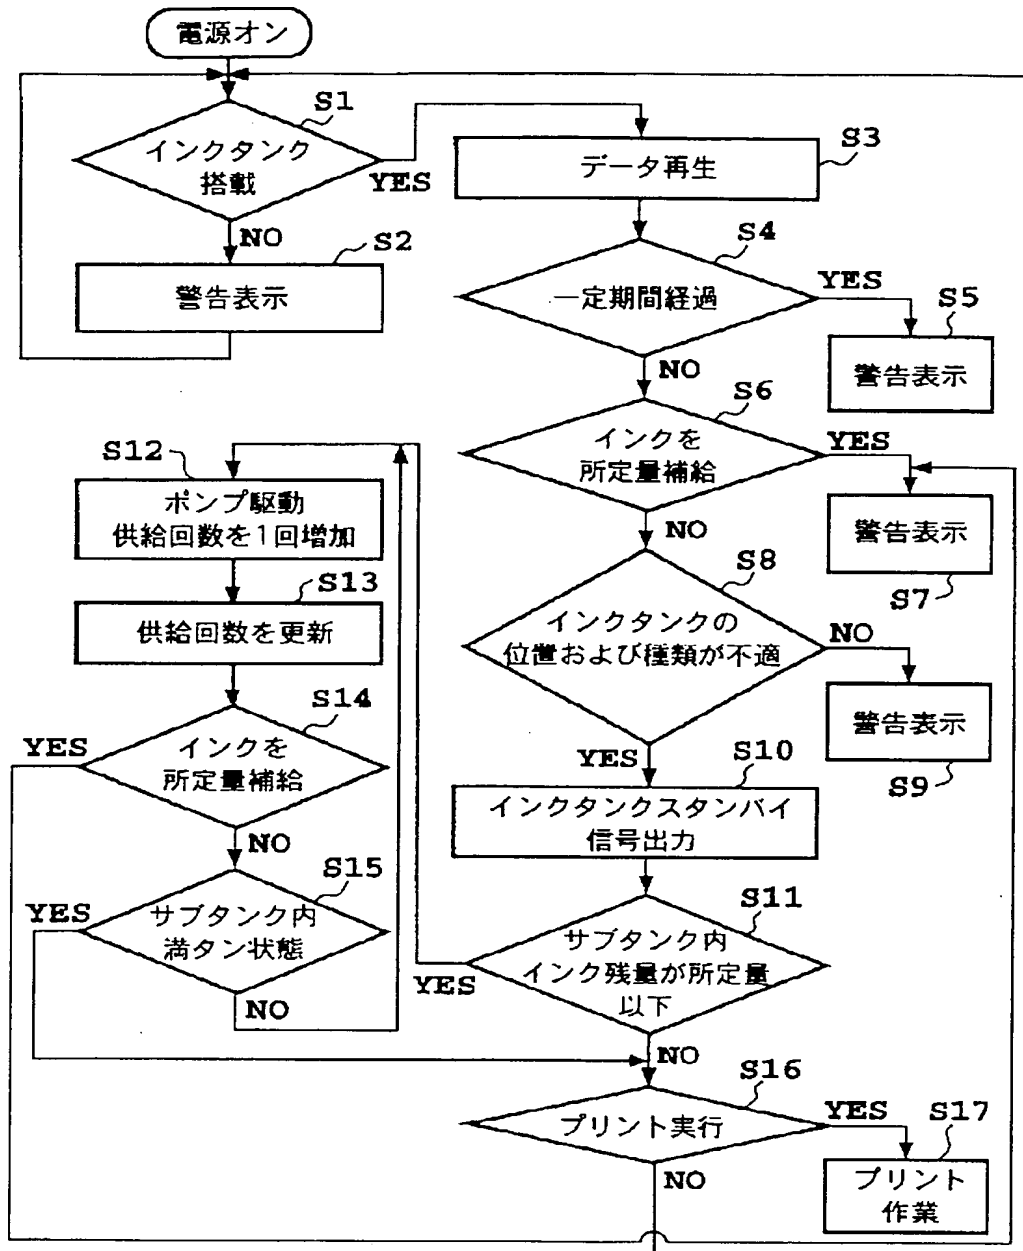 電源オン
S1
インクタンク
搭載
YES
NO
S2
警告表示
S3
データ再生
S4
一定期間経過
YES
S5
警告表示
NO
S6
インクを
所定量補給
YES
警告表示
S7
NO
S8
インクタンクの
位置および種類が不適
NO
警告表示
S9
YES
S10
インクタンクスタンバイ
信号出力
S11
サブタンク内
インク残量が所定量
以下
YES
NO
S12
ポンプ駆動
供給回数を1回増加
S13
供給回数を更新
S14
インクを
所定量補給
YES
NO
S15
サブタンク内
満タン状態
YES
NO
S16
プリント実行
YES
S17
プリント
作業
NO